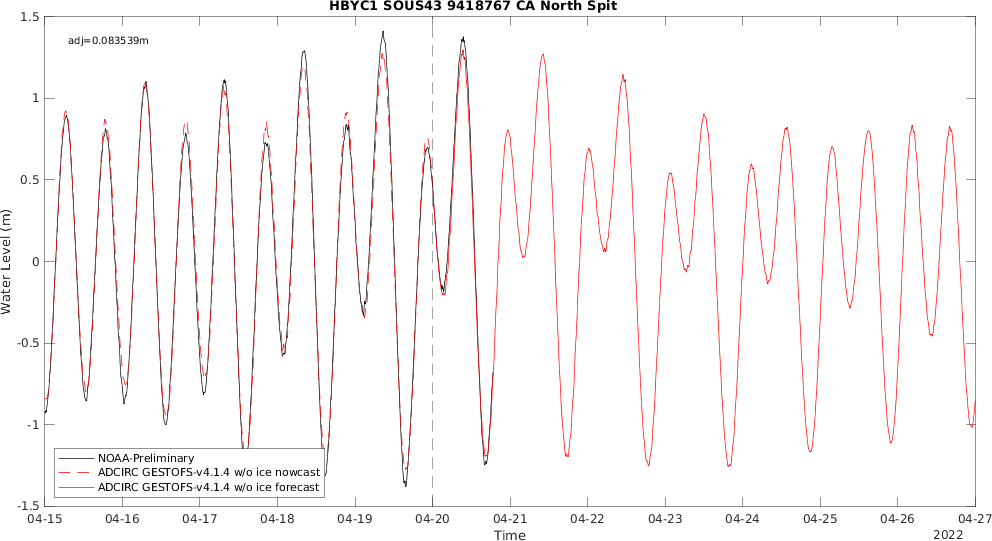 HBYC1 SOUS43 9418767 CA North Spit
adj=0.083539m
1.5
1
0.5
0
-0.5
-1
-1.5
Water Level (m)
NOAA-Preliminary
ADCIRC GESTOFS-v4.1.4 w/o ice nowcast
ADCIRC GESTOFS-v4.1.4 w/o ice forecast
04-15 04-16 04-17 04-18 04-19 04-20 04-21 04-22 04-23 04-24 04-25 04-26 04-27
Time
2022